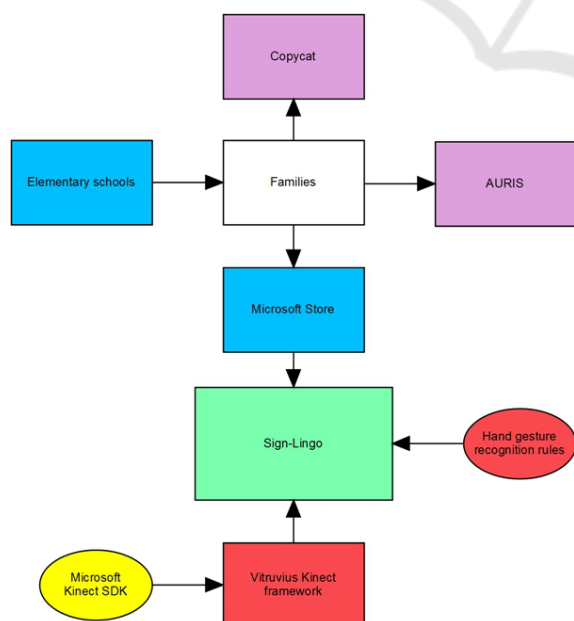 Copycat
Elementary schools
Families
AURIS
Microsoft Store
Sign-Lingo
Hand gesture
recognition rules
Microsoft
Kinect SDK
Vitruvius Kinect
framework